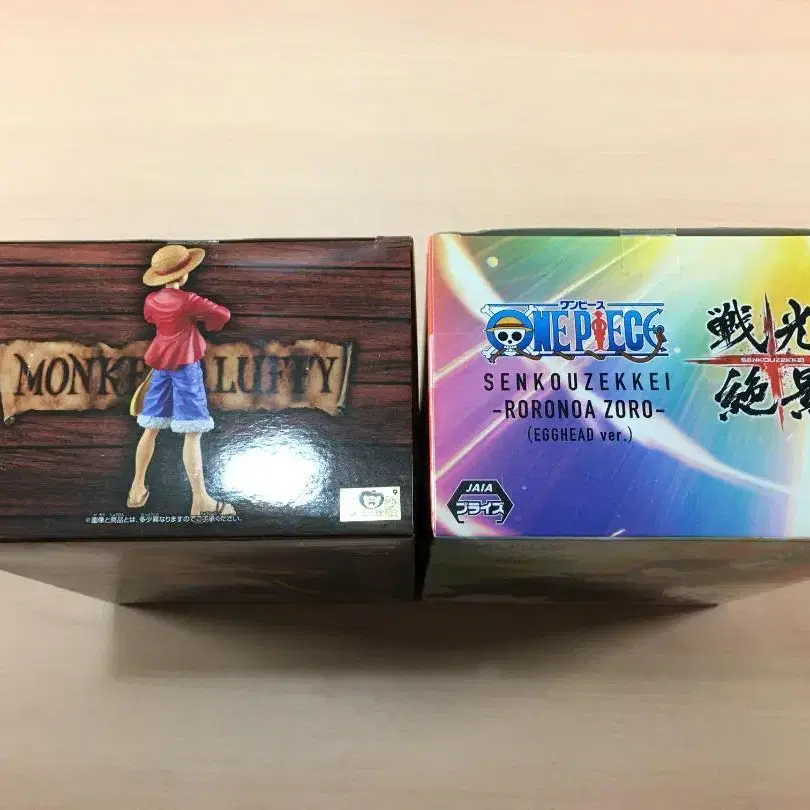 MONKEY.D.LUFFY
※画像と商品とは、多少異なりますのでご了承ください。
9
ワンピース
ONE PIECE
SENKOUZEKKEI
-RORONOA ZORO-
(EGGHEAD ver.)
戦光
SENKOUZEKKEI
絶景
JAIA
プライズ